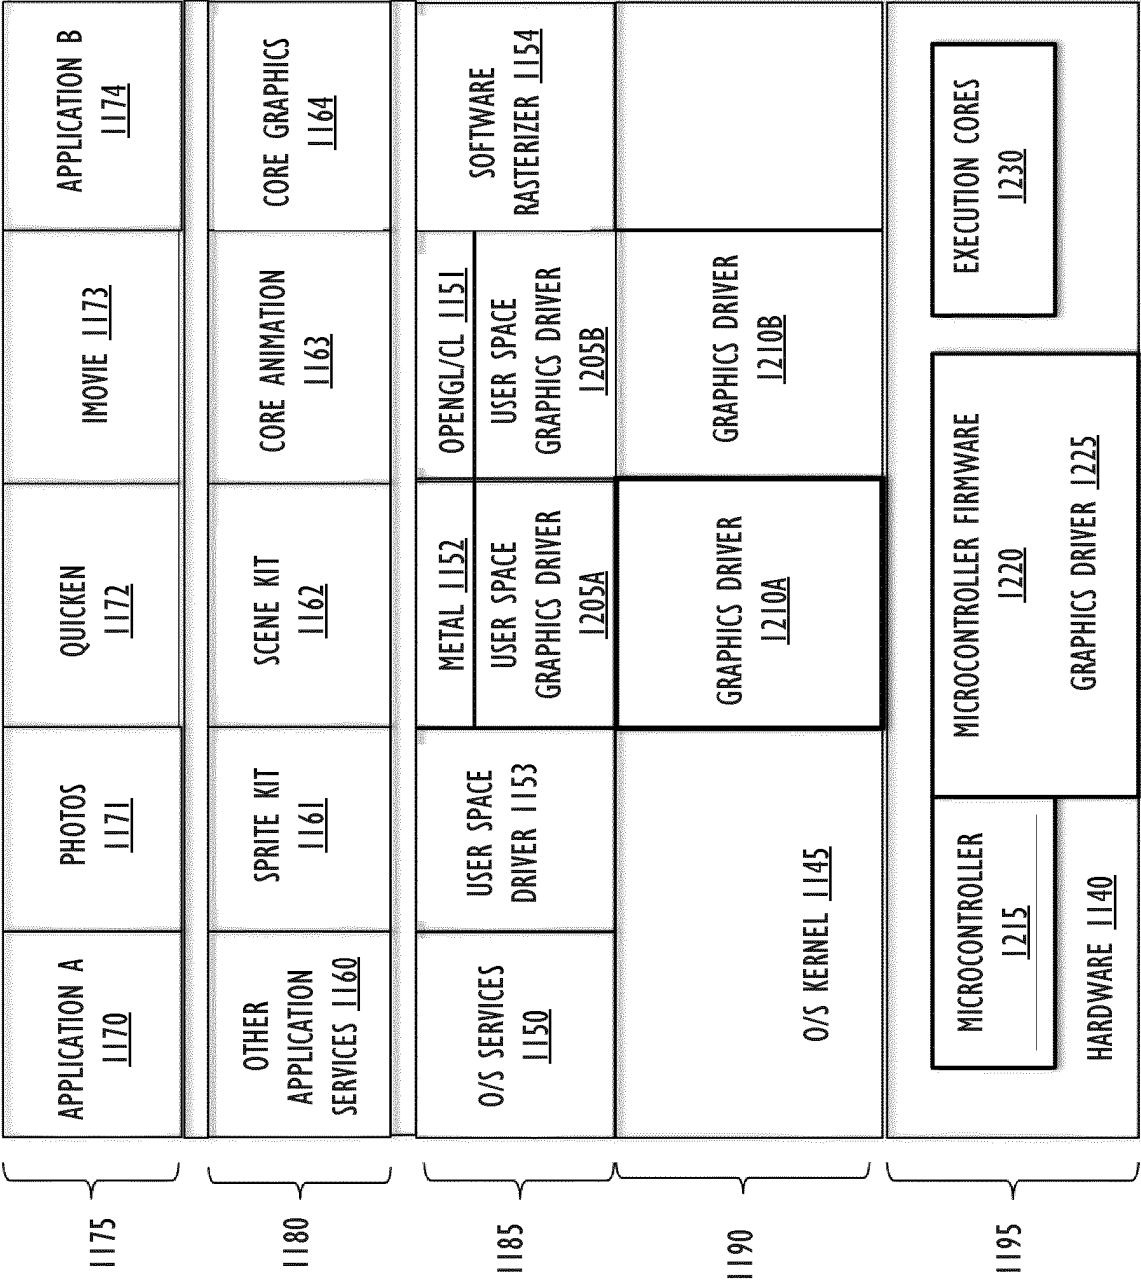 1175
APPLICATION A
1170
PHOTOS
1171
QUICKEN
1172
IMOVIE 1173
APPLICATION B
1174
1180
OTHER
APPLICATION
SERVICES 1160
SPRITE KIT
1161
SCENE KIT
1162
CORE ANIMATION
1163
CORE GRAPHICS
1164
1185
O/S SERVICES
1150
USER SPACE
DRIVER 1153
METAL 1152
USER SPACE
GRAPHICS DRIVER
1205A
OPENGL/CL 1151
USER SPACE
GRAPHICS DRIVER
1205B
SOFTWARE
RASTERIZER 1154
1190
O/S KERNEL 1145
GRAPHICS DRIVER
1210A
GRAPHICS DRIVER
1210B
1195
MICROCONTROLLER
1215
HARDWARE 1140
MICROCONTROLLER FIRMWARE
1220
GRAPHICS DRIVER 1225
EXECUTION CORES
1230